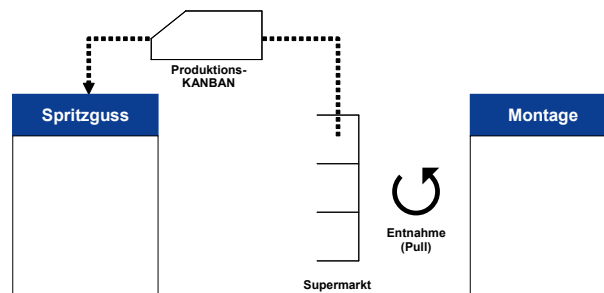 Produktions-
KANBAN
Spritzguss
Montage
Entnahme
(Pull)
Supermarkt